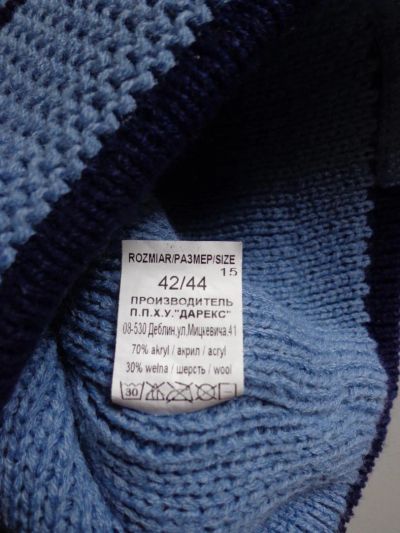 ROZMIAR/РАЗМЕР/SIZE
15
42/44
ПРОИЗВОДИТЕЛЬ
П.П.Х.У."ДАРЕКС"
08-530 Деблин,ул.Мицкевича,41
70% akryl / акрил / acryl
30% wełna / шерсть / wool
30